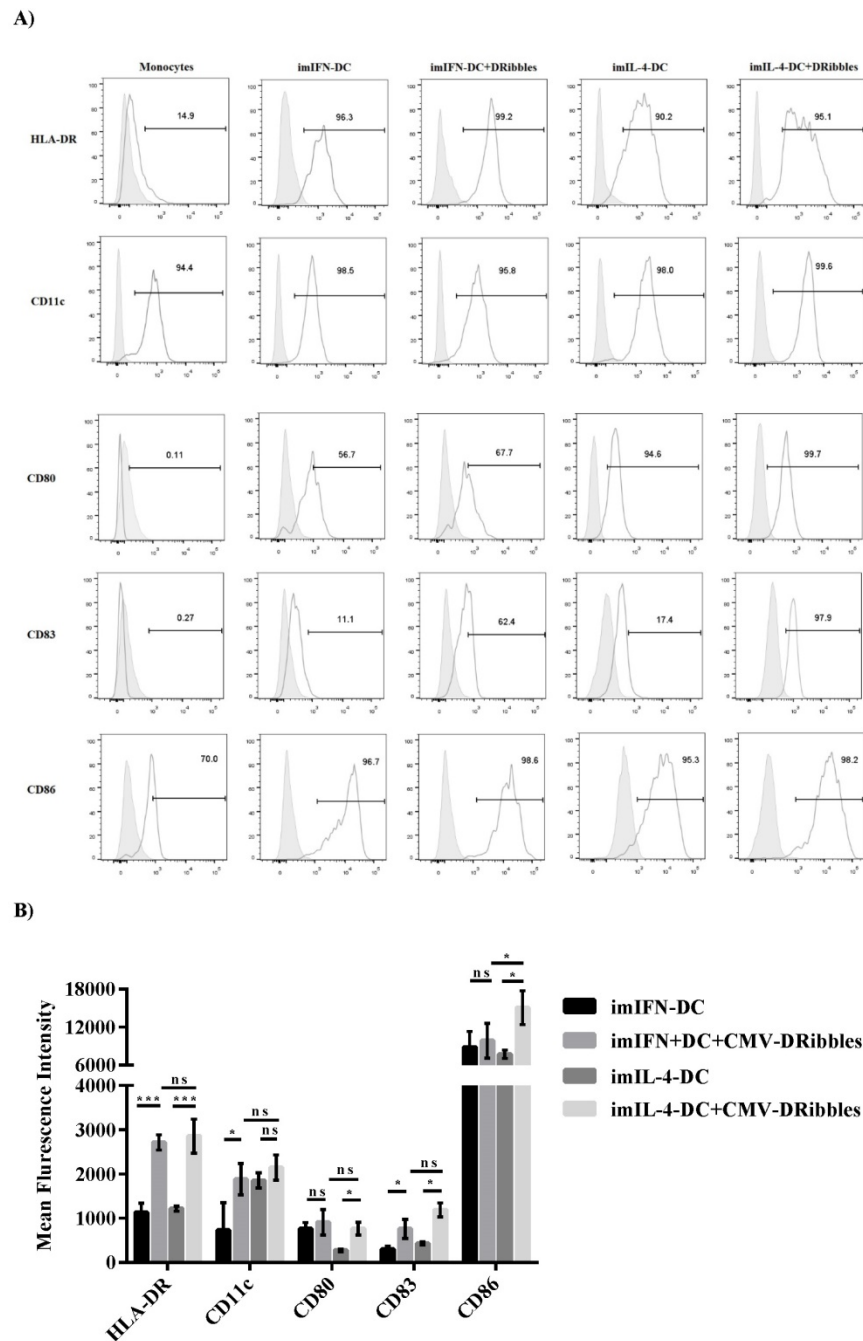 A)
Monocytes imIFN-DC imIFN-DC+DRibbles imIL-4-DC imIL-4-DC+DRibbles
HLA-DR 14.9 96.3 99.2 90.2 95.1
CD11c 94.4 98.5 95.8 98.0 99.6
CD80 0.11 56.7 67.7 94.6 99.7
CD83 0.27 11.1 62.4 17.4 97.9
CD86 70.0 96.7 98.6 95.3 98.2
B)
Mean Flurescence Intensity
18000
12000
6000
4000
3000
2000
1000
0
*** ns ***
* ns ns
ns ns *
* ns *
ns * *
HLA-DR CD11c CD80 CD83 CD86
imIFN-DC
imIFN+DC+CMV-DRibbles
imIL-4-DC
imIL-4-DC+CMV-DRibbles